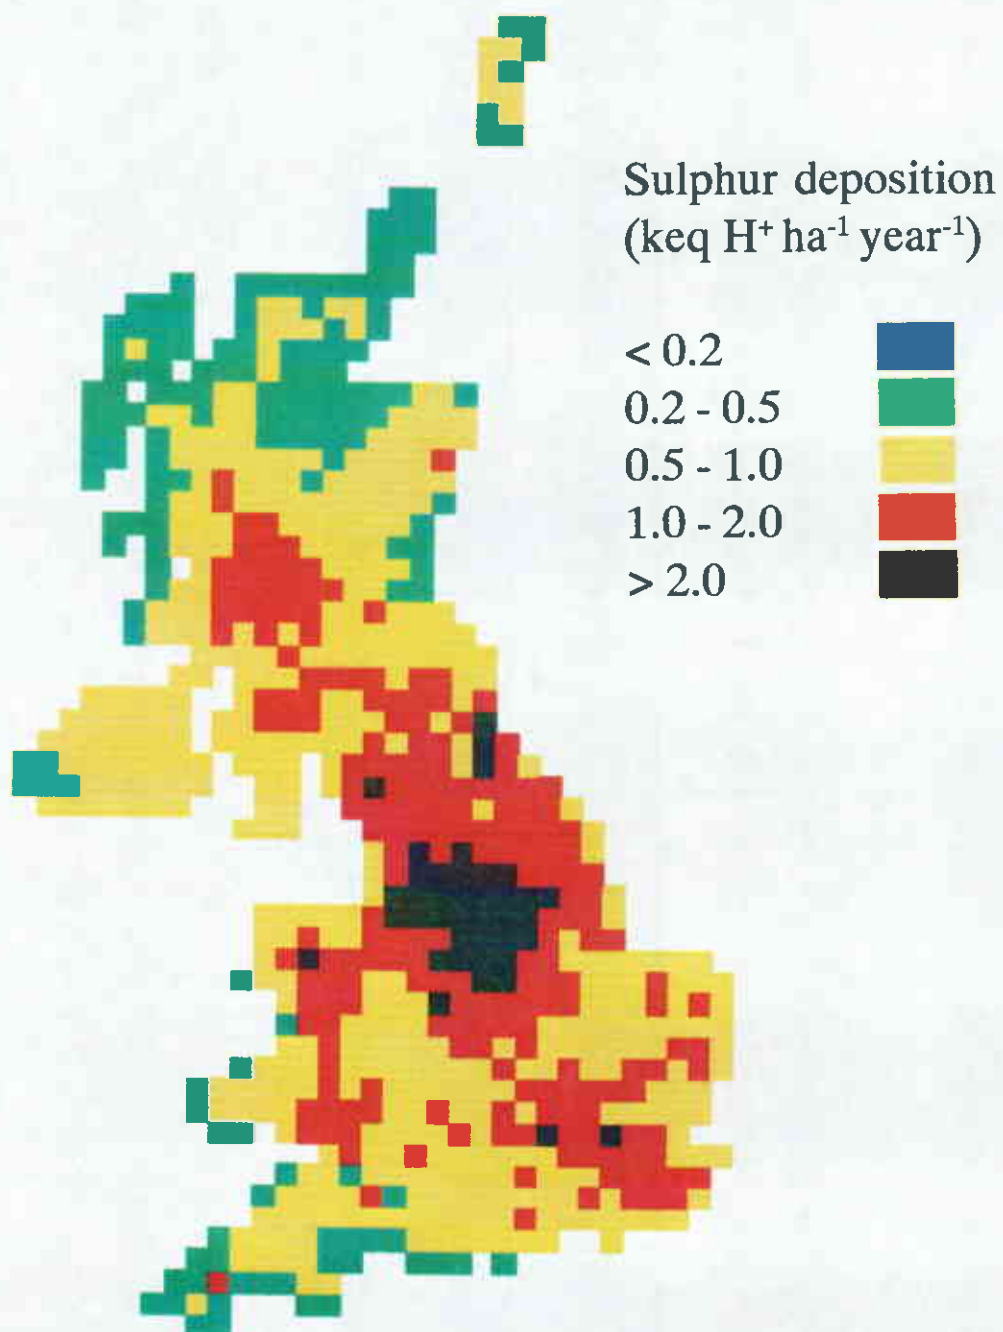 Sulphur deposition
(keq H⁺ ha⁻¹ year⁻¹)
< 0.2
0.2 - 0.5
0.5 - 1.0
1.0 - 2.0
> 2.0